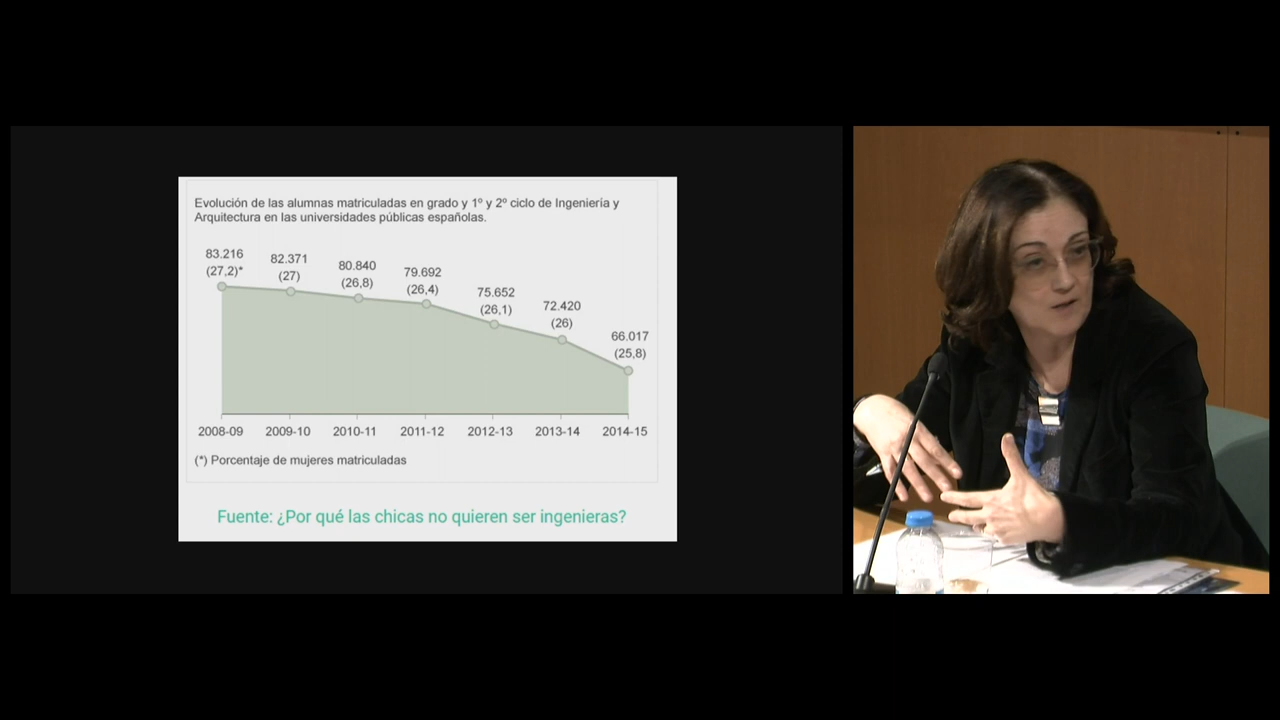 Evolución de las alumnas matriculadas en grado y 1º y 2º ciclo de Ingeniería y
Arquitectura en las universidades públicas españolas.
83.216
(27,2)*
82.371
(27)
80.840
(26,8)
79.692
(26,4)
75.652
(26,1)
72.420
(26)
66.017
(25,8)
2008-09 2009-10 2010-11 2011-12 2012-13 2013-14 2014-15
(*) Porcentaje de mujeres matriculadas
Fuente: ¿Por qué las chicas no quieren ser ingenieras?